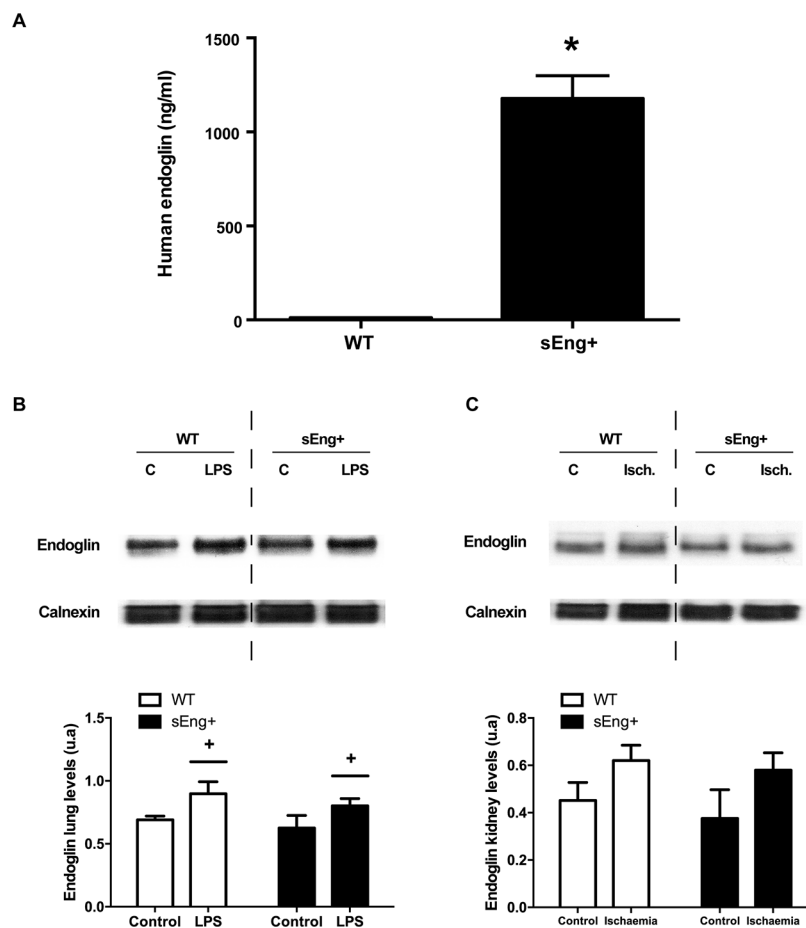 A
1500
*
1000
500
0
Human endoglin (ng/ml)
WT sEng+
B
WT sEng+
C LPS C LPS
Endoglin
Calnexin
WT
sEng+
1.5
1.0
0.5
0.0
Endoglin lung levels (u.a)
+ +
Control LPS Control LPS
C
WT sEng+
C Isch. C Isch.
Endoglin
Calnexin
WT
sEng+
0.8
0.6
0.4
0.2
0.0
Endoglin kidney levels (u.a)
Control Ischaemia Control Ischaemia